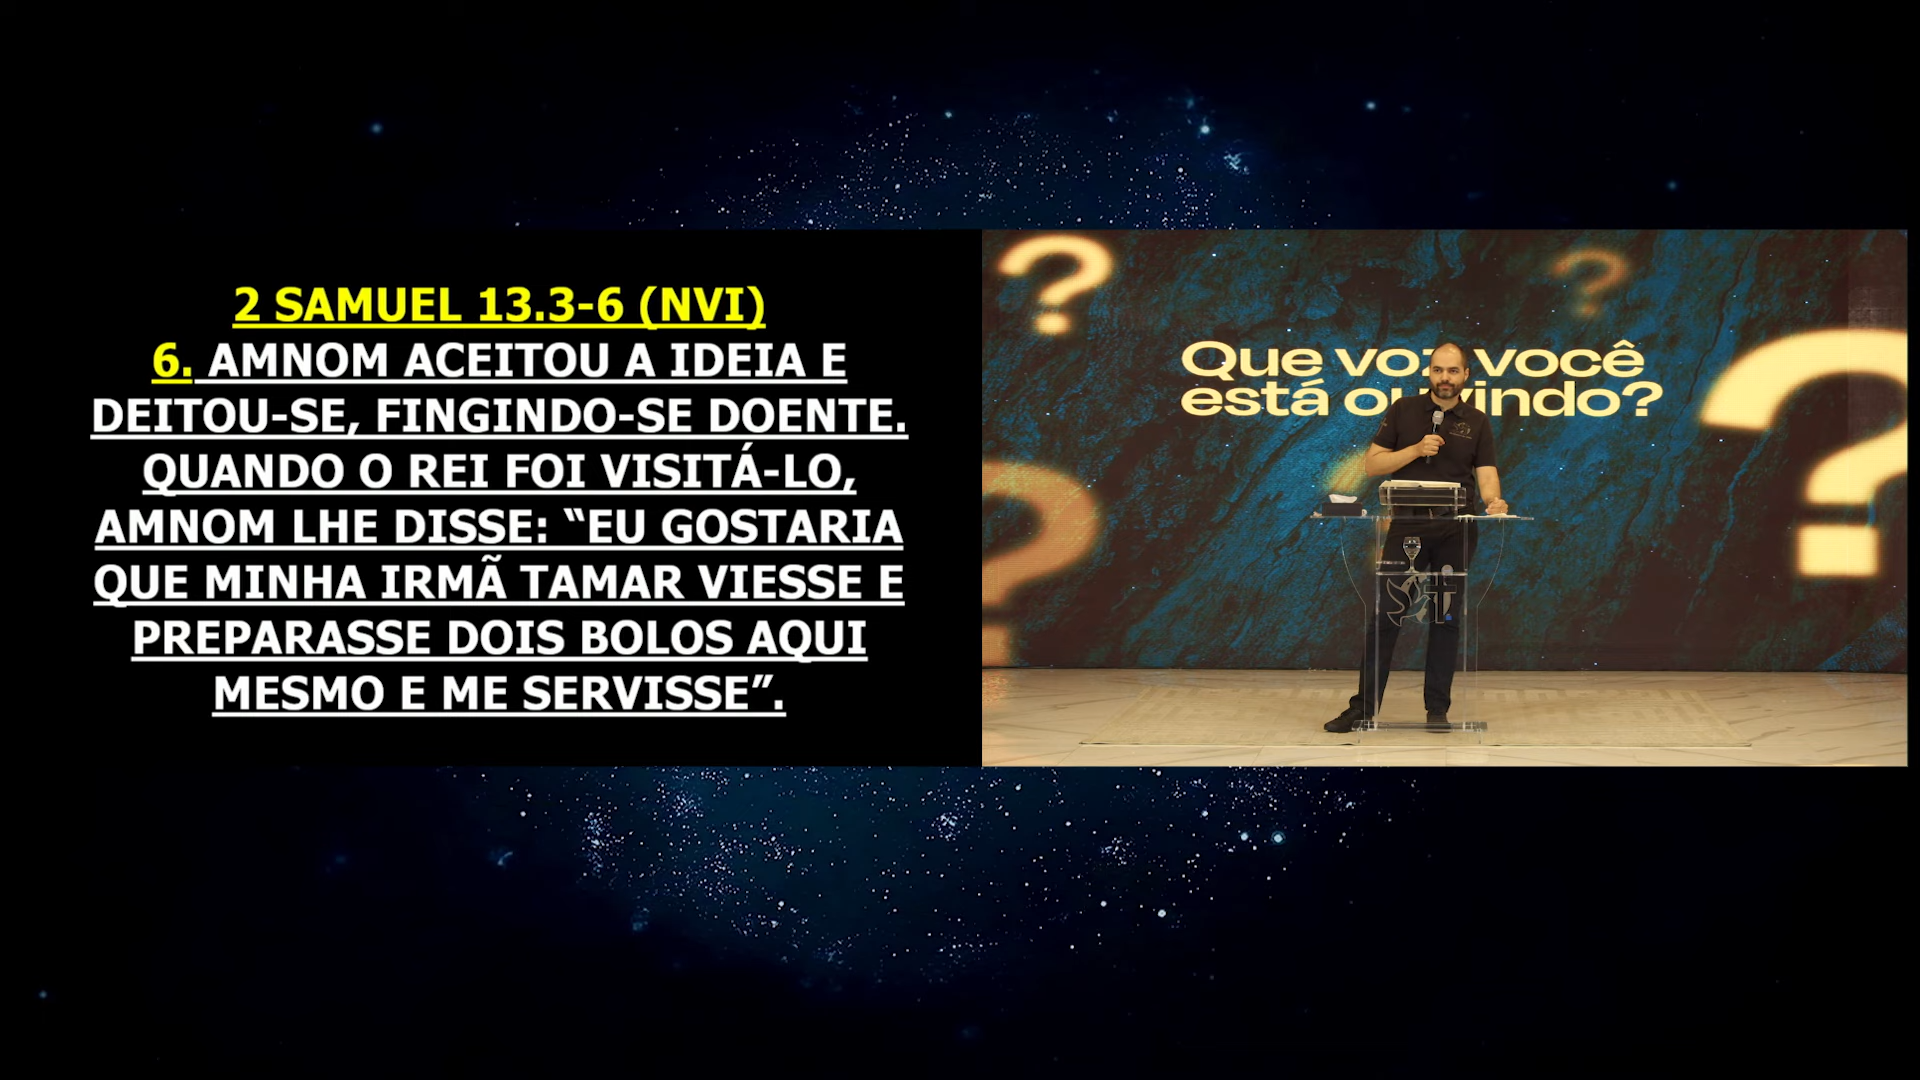 2 SAMUEL 13.3-6 (NVI)
6. AMNOM ACEITOU A IDEIA E
DEITOU-SE, FINGINDO-SE DOENTE.
QUANDO O REI FOI VISITÁ-LO,
AMNOM LHE DISSE: “EU GOSTARIA
QUE MINHA IRMÃ TAMAR VIESSE E
PREPARASSE DOIS BOLOS AQUI
MESMO E ME SERVISSE”.
Que voz você
está ouvindo?